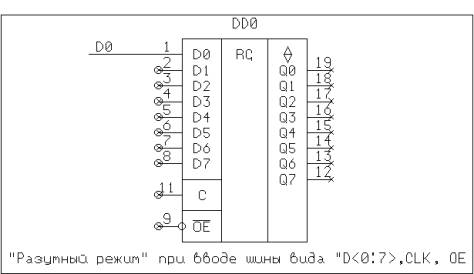 DD0
D0 1 D0 RG ◇ Q0 19
2 D1 Q1 18
3 D2 Q2 17
4 D3 Q3 16
5 D4 Q4 15
6 D5 Q5 14
7 D6 Q6 13
8 D7 Q7 12
11 C
9 OE
"Разумный режим" при вводе шины вида "D<0:7>,CLK, OE